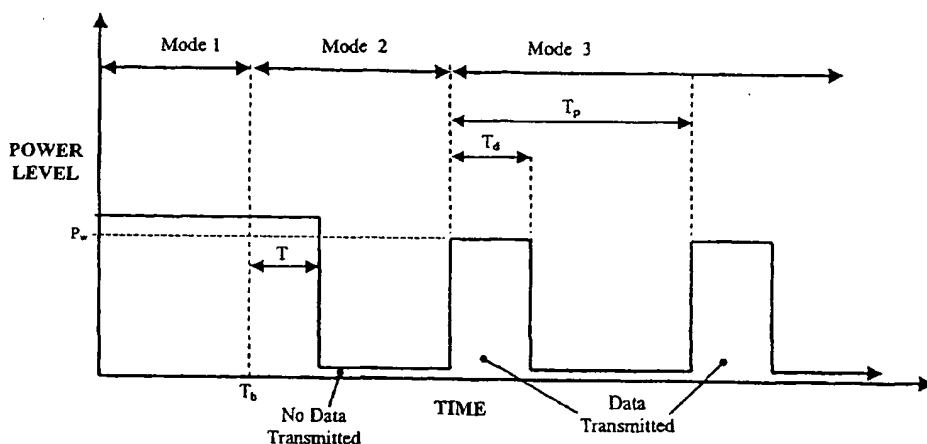 Mode 1
Mode 2
Mode 3
Tp
Td
POWER
LEVEL
Pw
T
Tb
No Data
Transmitted
TIME
Data
Transmitted